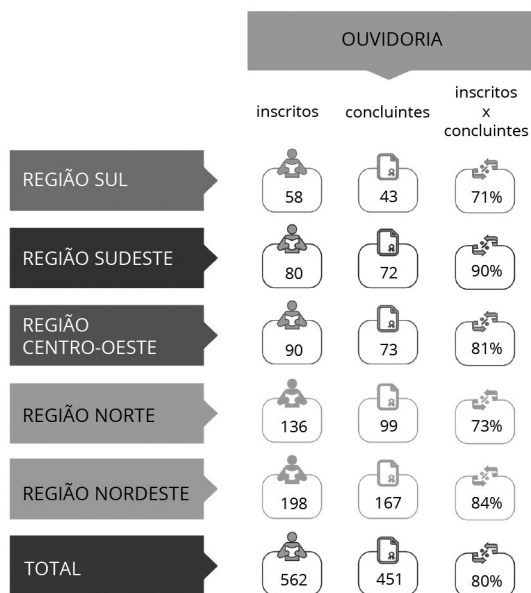 OUVIDORIA
inscritos
concluintes
inscritos
x
concluintes
REGIÃO SUL
58
43
71%
REGIÃO SUDESTE
80
72
90%
REGIÃO
CENTRO-OESTE
90
73
81%
REGIÃO NORTE
136
99
73%
REGIÃO NORDESTE
198
167
84%
TOTAL
562
451
80%